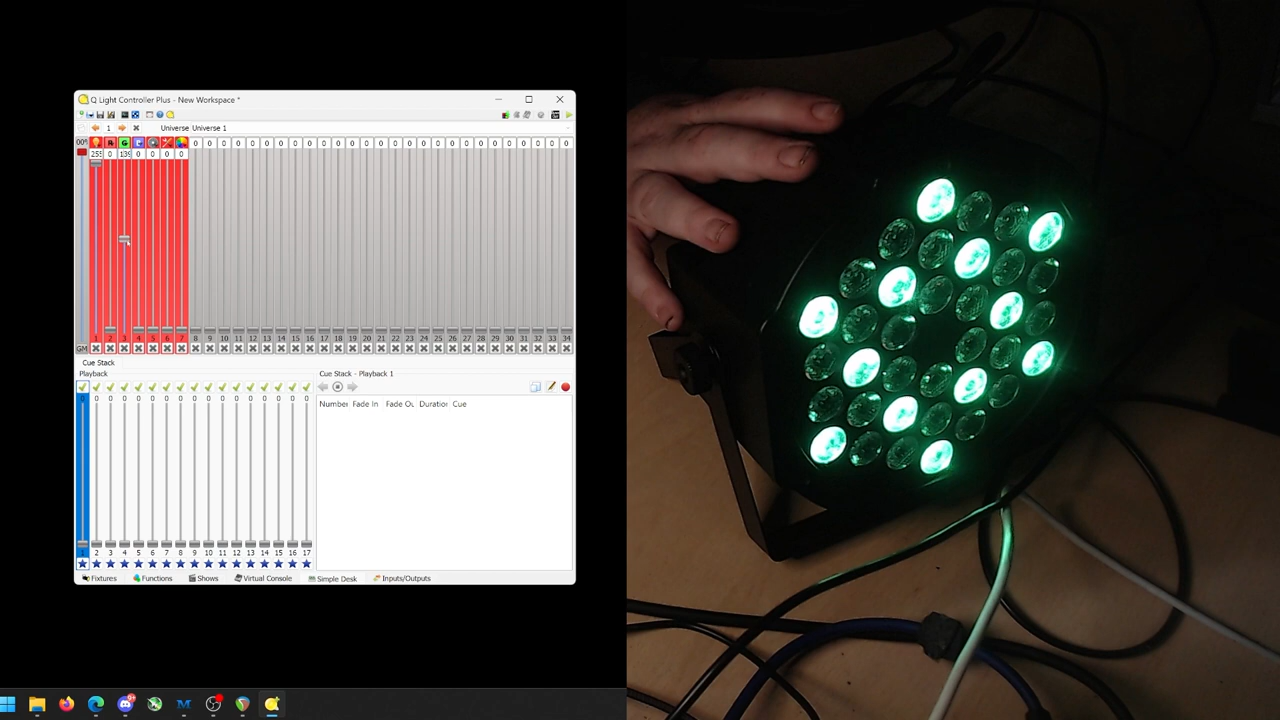 Q Light Controller Plus - New Workspace *
1 Universe Universe 1
R G 0 0 0 0 0 0 0 0 0 0 0 0 0 0 0 0 0 0 0 0 0 0 0 0 0 0 0
255 0 139 0 0 0 0
1 2 3 4 5 6 7 8 9 10 11 12 13 14 15 16 17 18 19 20 21 22 23 24 25 26 27 28 29 30 31 32 33 34
GM
Cue Stack
Playback
Cue Stack - Playback 1
0 0 0 0 0 0 0 0 0 0 0 0 0 0 0 0 0
Number Fade In Fade Ou Duration Cue
1 2 3 4 5 6 7 8 9 10 11 12 13 14 15 16 17
Fixtures Functions Shows Virtual Console Simple Desk Inputs/Outputs